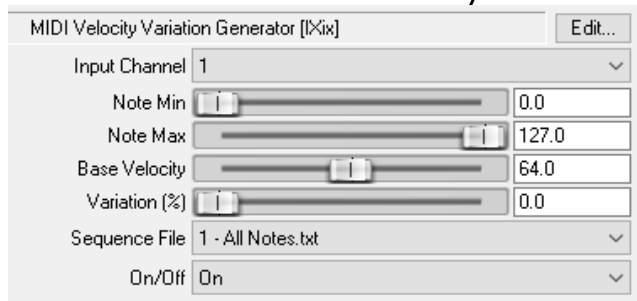 MIDI Velocity Variation Generator [IXix]
Edit...
Input Channel 1
Note Min 0.0
Note Max 127.0
Base Velocity 64.0
Variation (%) 0.0
Sequence File 1 - All Notes.txt
On/Off On